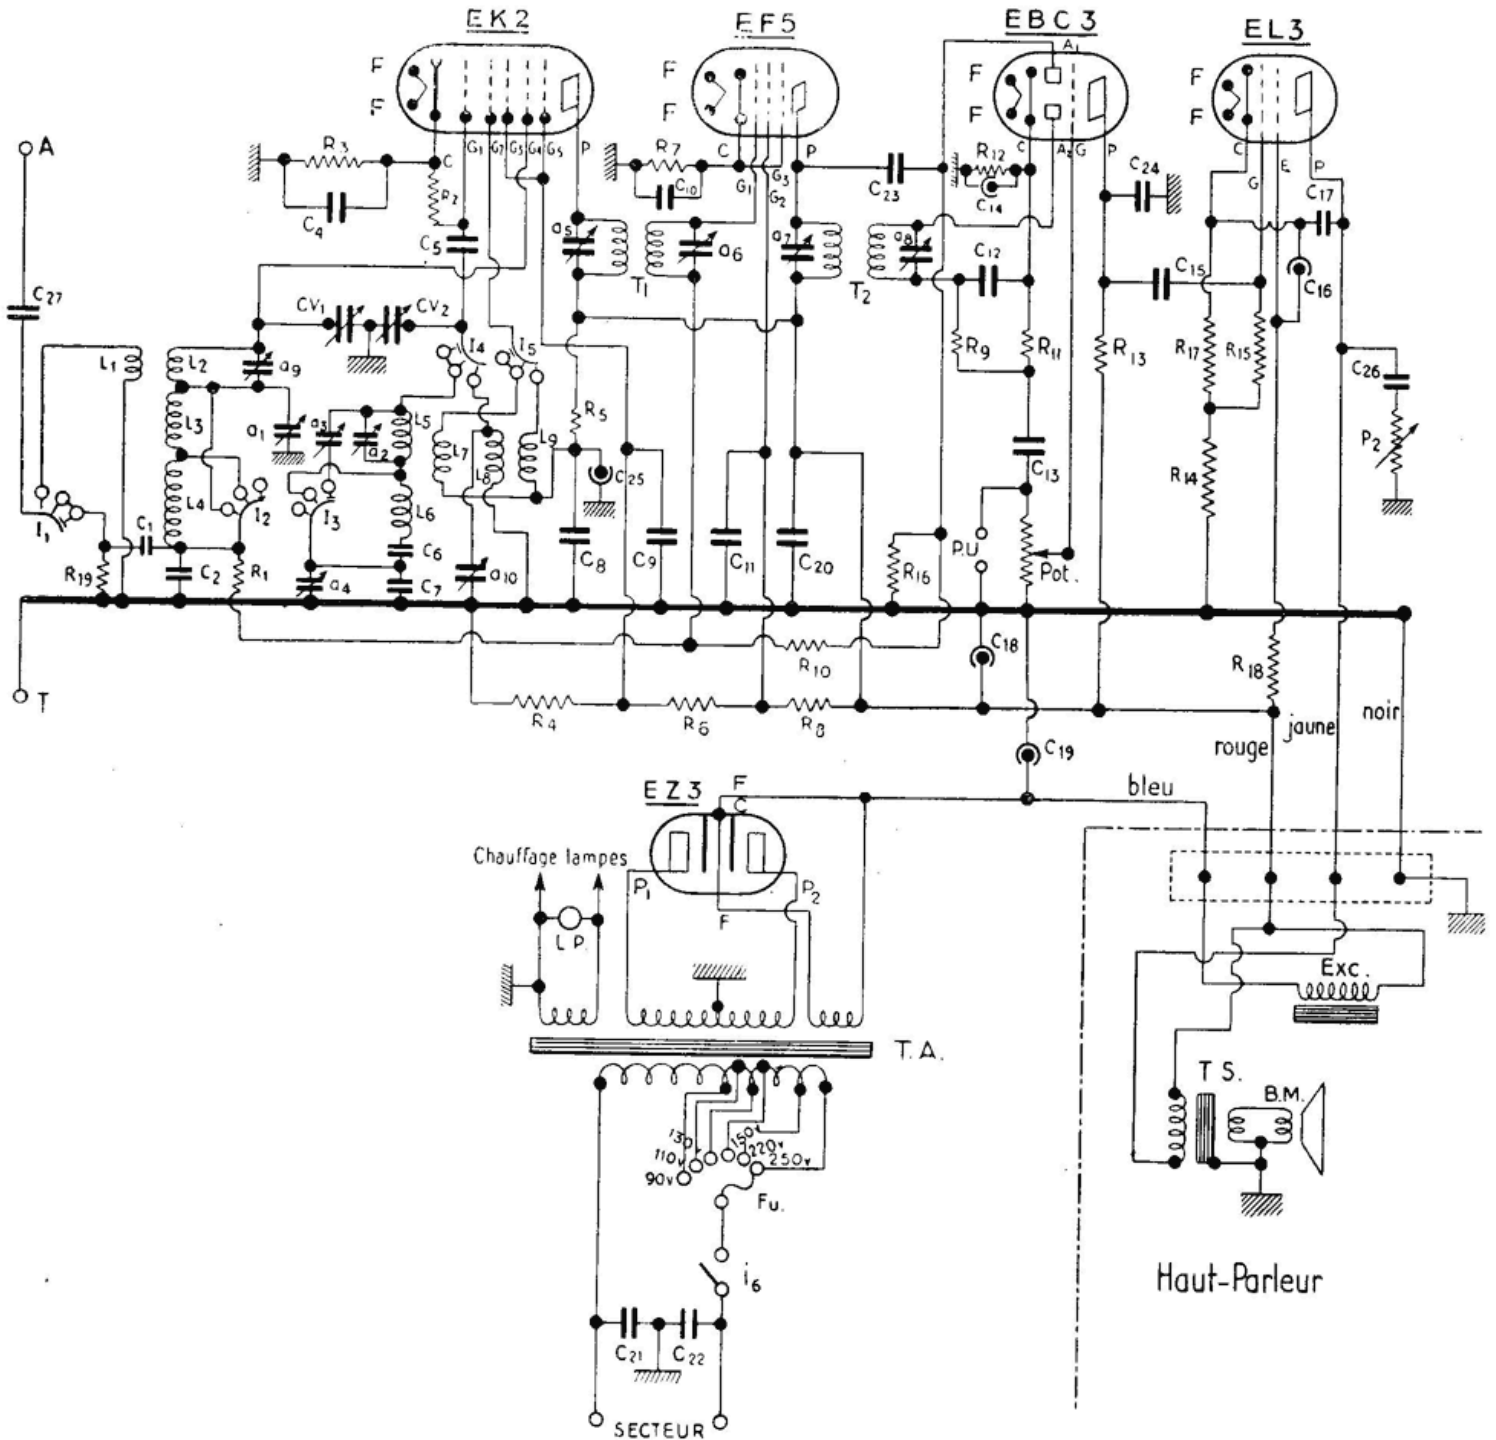 EK2 EF5 EBC3 EL3
A1
F F F F
F F F F
A
R3 C G1 G2 G3 G4 G5 P
R7 C G1 G3 G2 P
R12 C A2 G P
C G E P
C4 R2 C10 C23 C14 C24 C17
C5 a5 a6 a7 a8 C12 C15 C16
T1 T2
C27 CV1 CV2
L1 L2 a9 I4 I5 R9 R11 R13 R17 R15 C26
L3 a1 a3 a2 L5 L7 L8 L9 R5 P2
C25 C13 R14
L4 I2 I3 L6
I1 C1 C6 C8 C9 C11 C20 R16 P.U Pot.
R19 C2 R1 a4 C7 a10
R10 C18 R18
T
R4 R6 R8
rouge jaune noir
C19
EZ3 F
C bleu
Chauffage lampes
P1 P2
F
L P.
Exc.
T.A.
T S.
B.M.
90v 110v 130 150v 220v 250v
Fu.
i6
Haut-Parleur
C21 C22
SECTEUR